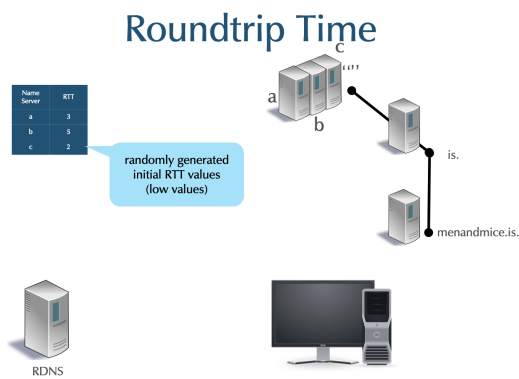 Roundtrip Time
Name Server RTT
a 3
b 5
c 2
randomly generated
initial RTT values
(low values)
c
“”
a
b
is.
menandmice.is.
RDNS